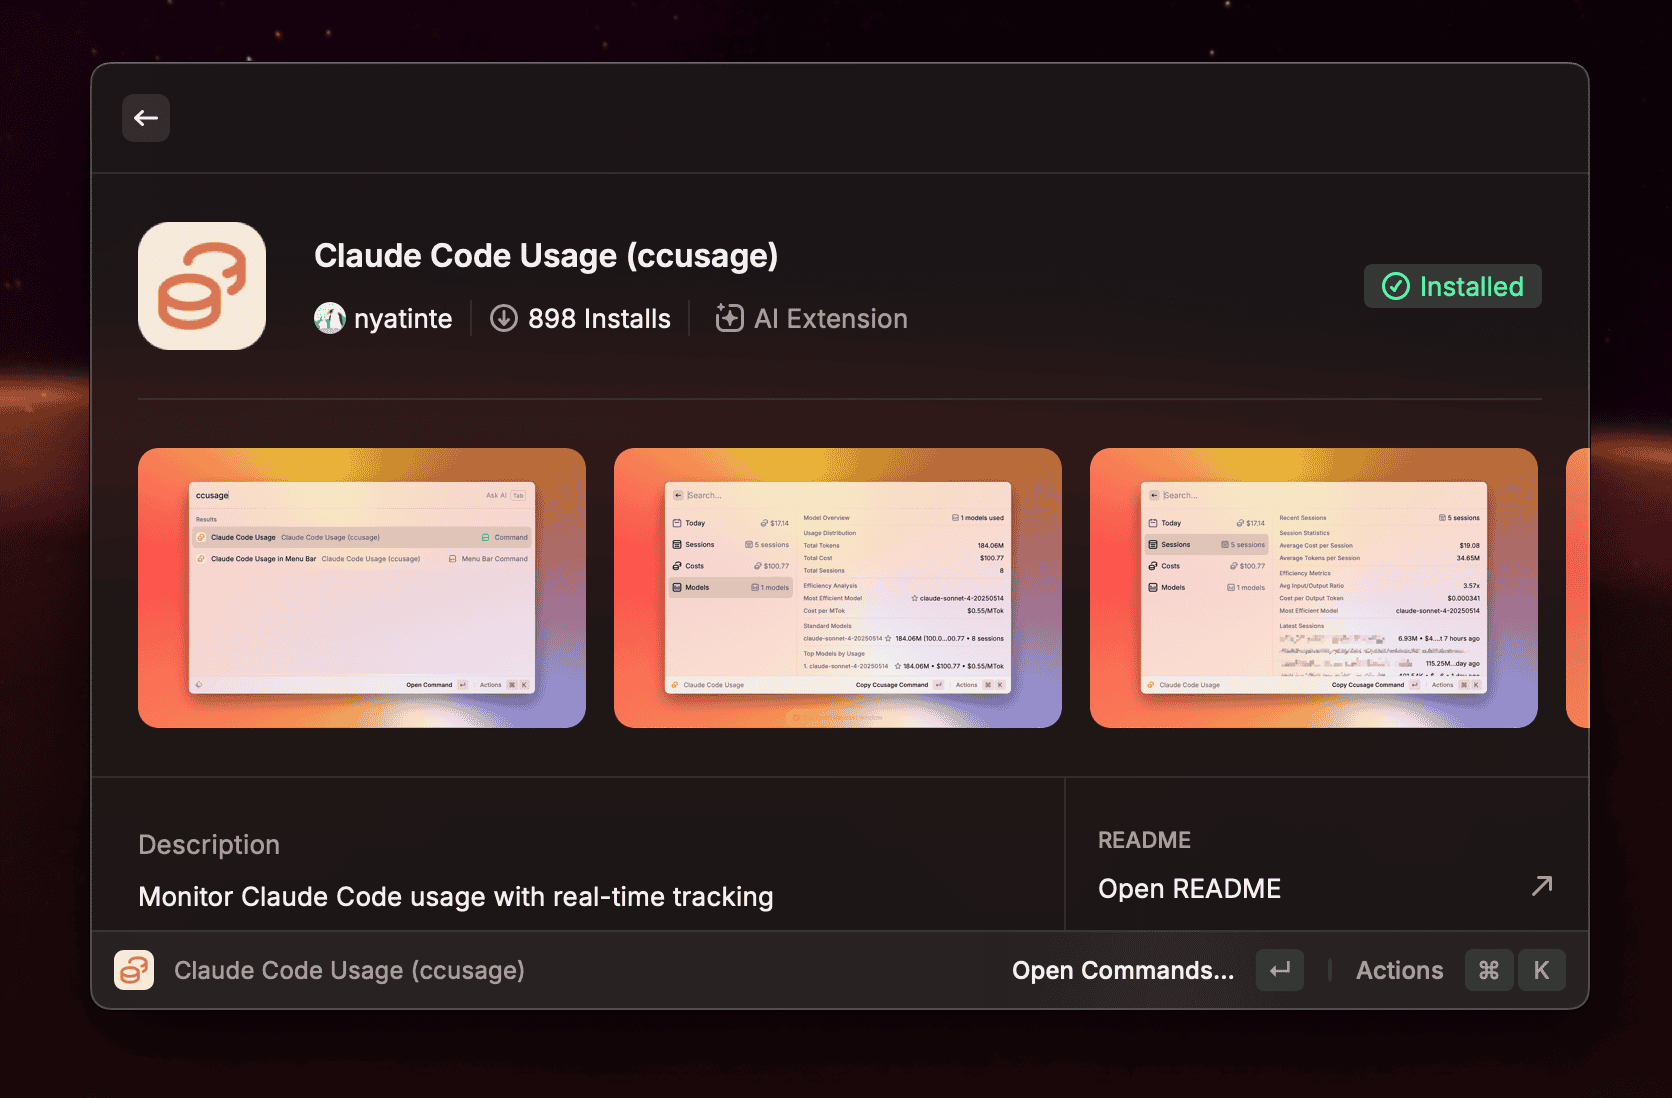 Claude Code Usage (ccusage)
nyatinte
898 Installs
AI Extension
Installed
ccusage
Ask AI Tab
Results
Claude Code Usage Claude Code Usage (ccusage) Command
Claude Code Usage in Menu Bar Claude Code Usage (ccusage) Menu Bar Command
Open Command Actions ⌘ K
Search...
Today $17.14
Sessions 5 sessions
Costs $100.77
Models 1 models
Model Overview 1 models used
Usage Distribution
Total Tokens 184.06M
Total Cost $100.77
Total Sessions 8
Efficiency Analysis
Most Efficient Model claude-sonnet-4-20250514
Cost per MTok $0.55/MTok
Standard Models
claude-sonnet-4-20250514 184.06M (100.0...00.77 • 8 sessions
Top Models by Usage
1. claude-sonnet-4-20250514 184.06M • $100.77 • $0.55/MTok
Claude Code Usage Copy Ccusage Command Actions ⌘ K
Search...
Today $17.14
Sessions 5 sessions
Costs $100.77
Models 1 models
Recent Sessions 5 sessions
Session Statistics
Average Cost per Session $19.08
Average Tokens per Session 34.65M
Efficiency Metrics
Avg Input/Output Ratio 3.57x
Cost per Output Token $0.000341
Most Efficient Model claude-sonnet-4-20250514
Latest Sessions
6.93M • $4....t 7 hours ago
115.25M...day ago
Claude Code Usage Copy Ccusage Command Actions ⌘ K
Description
Monitor Claude Code usage with real-time tracking
README
Open README
Claude Code Usage (ccusage)
Open Commands... Actions ⌘ K